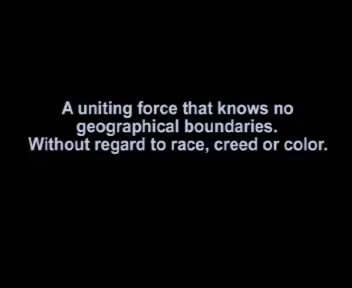 A uniting force that knows no
geographical boundaries.
Without regard to race, creed or color.